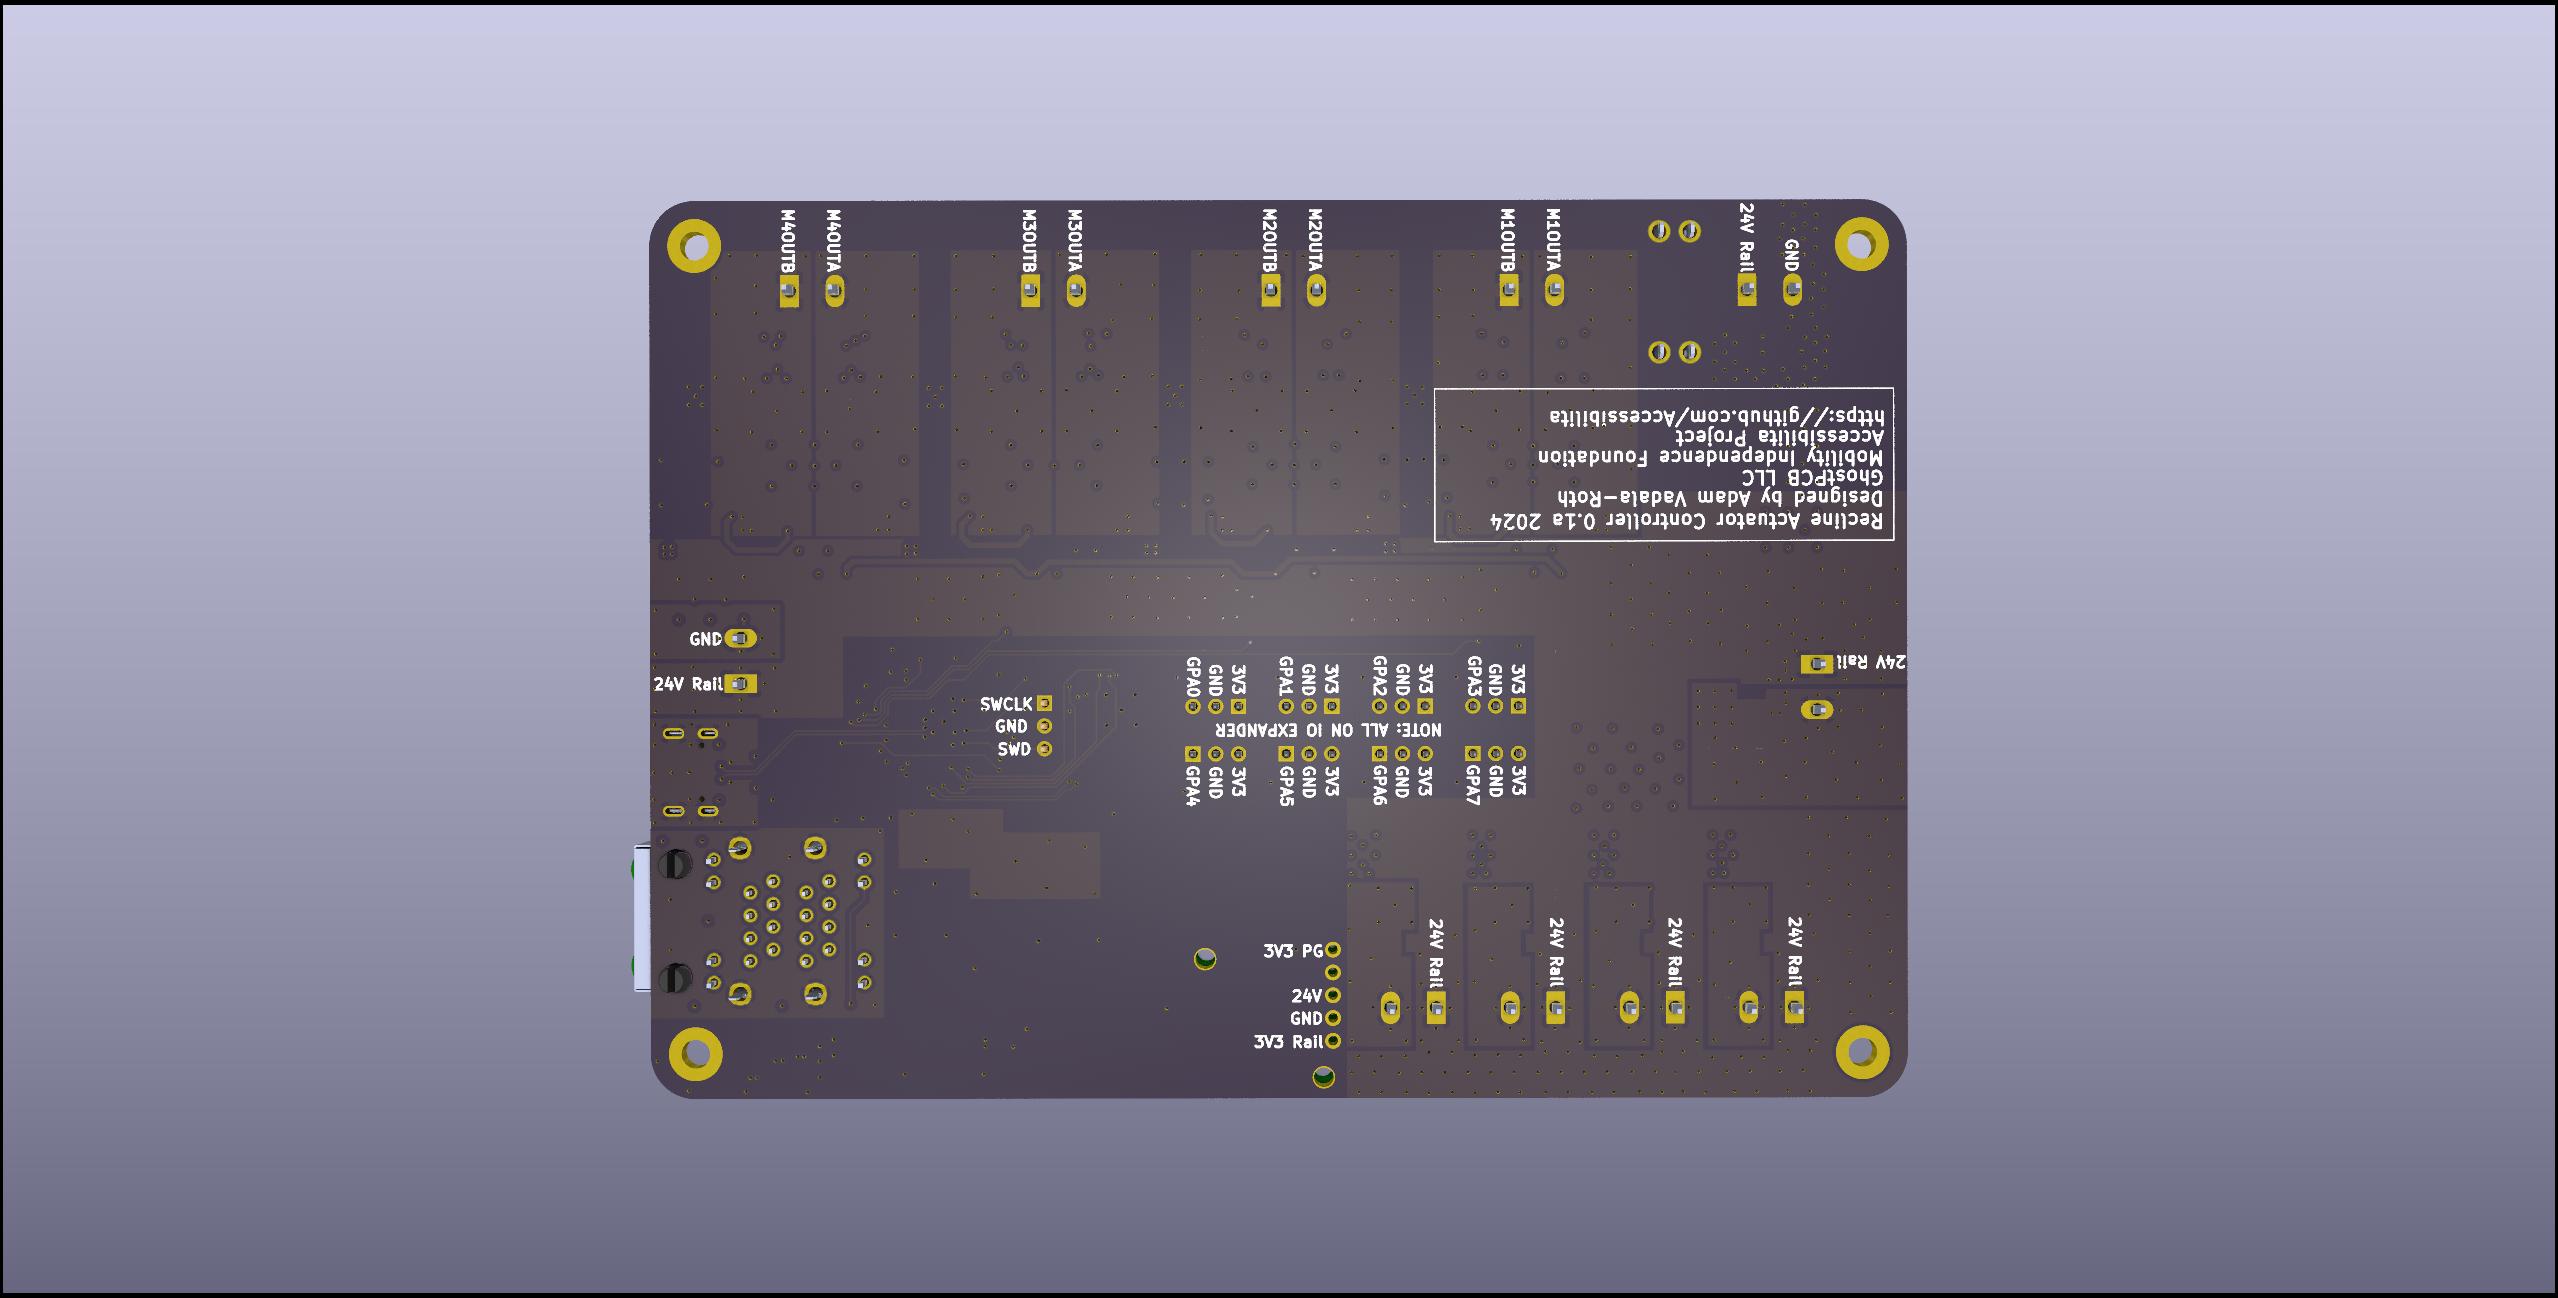 M4OUTB
M4OUTA
M3OUTB
M3OUTA
M2OUTB
M2OUTA
M1OUTB
M1OUTA
24V Rail
GND
Recline Actuator Controller 0.1a 2024
Designed by Adam Vadala-Roth
GhostPCB LLC
Mobility Independence Foundation
Accessibilita Project
https://github.com/Accessibilita
GND
24V Rail
24V Rail
SWCLK
GND
SWD
GPA0
GND
3V3
GPA1
GND
3V3
GPA2
GND
3V3
GPA3
GND
3V3
NOTE: ALL ON IO EXPANDER
GPA4
GND
3V3
GPA5
GND
3V3
GPA6
GND
3V3
GPA7
GND
3V3
3V3 PG
24V
GND
3V3 Rail
24V Rail
24V Rail
24V Rail
24V Rail